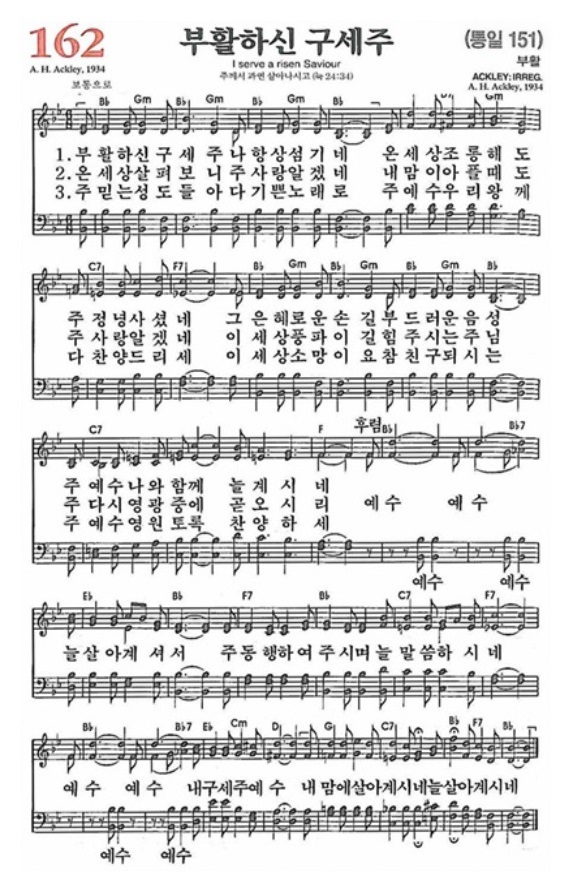 162
부활하신 구세주
(통일 151)
I serve a risen Saviour
부활
A. H. Ackley, 1934
주께서 과연 살아나시고 (눅 24:34)
ACKLEY: IRREG.
보통으로
A. H. Ackley, 1934
B♭ Gm B♭ Gm B♭ Gm B♭ Gm
1. 부 활 하신 구 세 주 나 항상섬 기 네 온 세 상조 롱 해 도
2. 온 세 상살 펴 보 니 주 사랑알 겠 네 내 맘 이아 플 때 도
3. 주 믿 는성 도 들 아 다 기쁜노 래 로 주 예 수우 리 왕 께
C7 F7 B♭ Gm B♭ Gm B♭ Gm B♭
주 정 녕사 셨 네 그 은 혜로 운 손 길 부 드 러운 음 성
주 사 랑알 겠 네 이 세 상풍 파 이 길 힘 주 시는 주 님
다 찬 양드 리 세 이 세 상소 망 이 요 참 친 구되 시 는
C7 F 후렴 B♭ B♭7
주 예 수나 와 함께 늘 계 시 네
주 다 시영 광 중에 곧 오 시 리 예 수 예 수
주 예 수영 원 토록 찬 양 하 세
예수 예수
E♭ B♭ F7 B♭ C7 F7
늘 살 아계 셔 서 주 동 행하 여 주 시며 늘 말 씀하 시 네
B♭ B♭7 E♭ Cm D G C7 B♭ F7 B♭
예 수 예 수 내구세주예 수 내 맘에살아계시네늘살아계시네
예수 예수